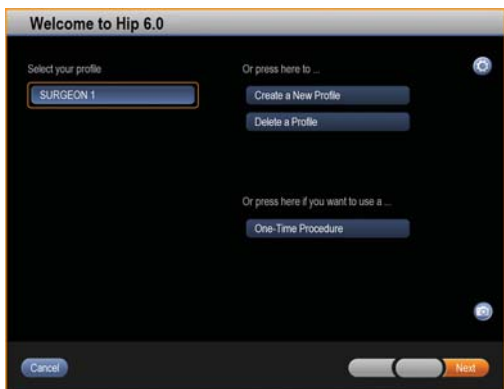 Welcome to Hip 6.0
Select your profile
SURGEON 1
Or press here to ...
Create a New Profile
Delete a Profile
Or press here if you want to use a ...
One-Time Procedure
Cancel
Next